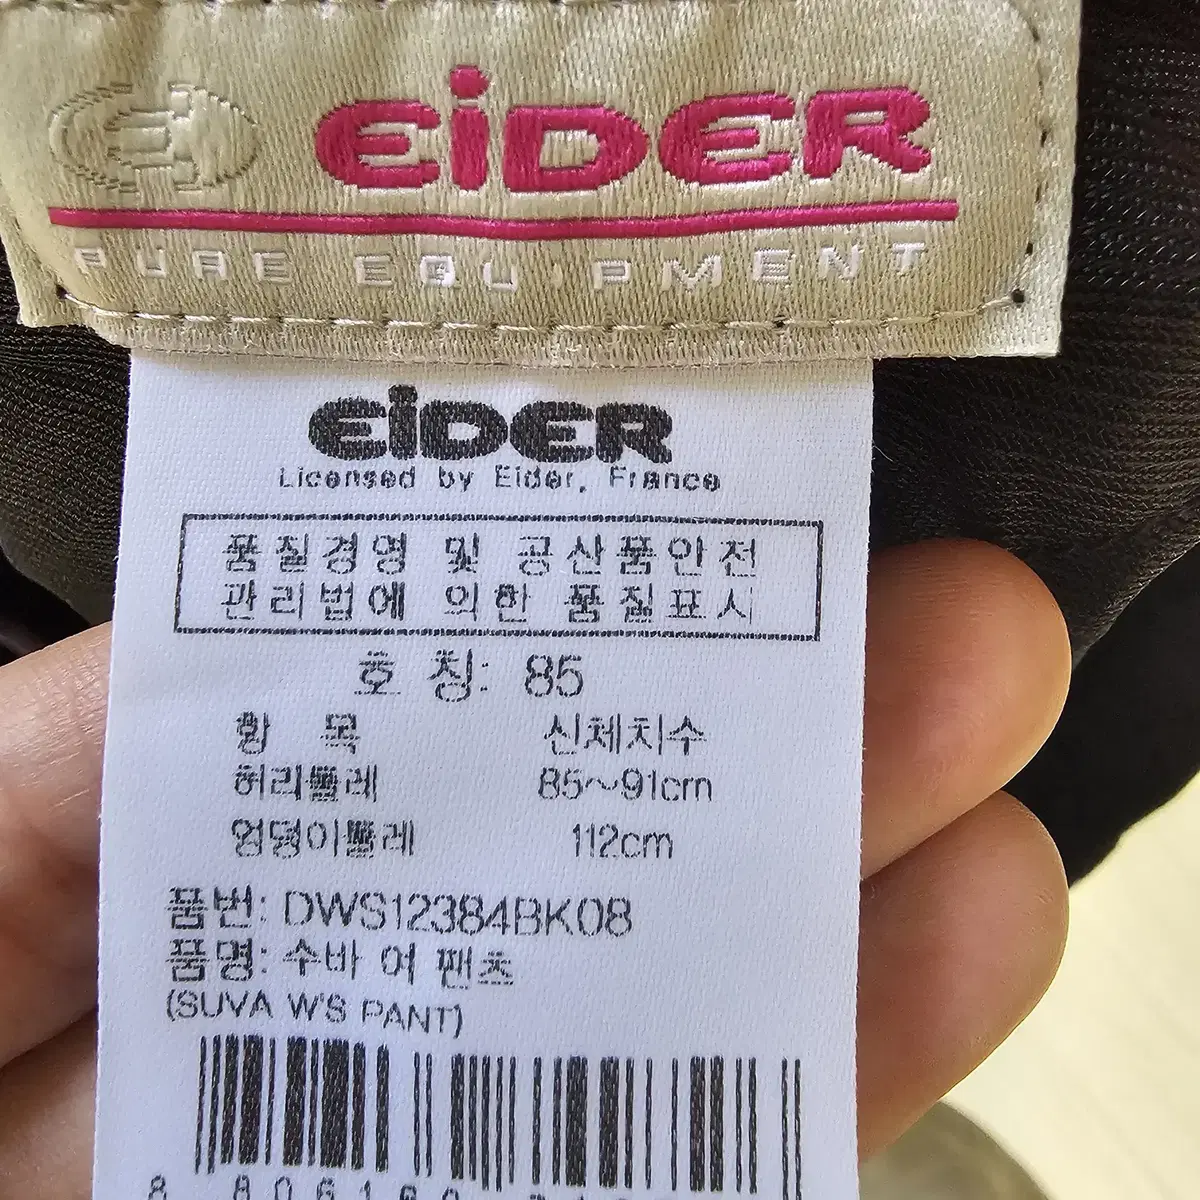 EiDER
PURE EQUIPMENT
EiDER
Licensed by Eider, France
품질경영 및 공산품안전
관리법에 의한 품질표시
호 칭: 85
항 목 신체치수
허리둘레 85~91cm
엉덩이둘레 112cm
품번: DWS12384BK08
품명: 수바 여 팬츠
(SUVA W'S PANT)